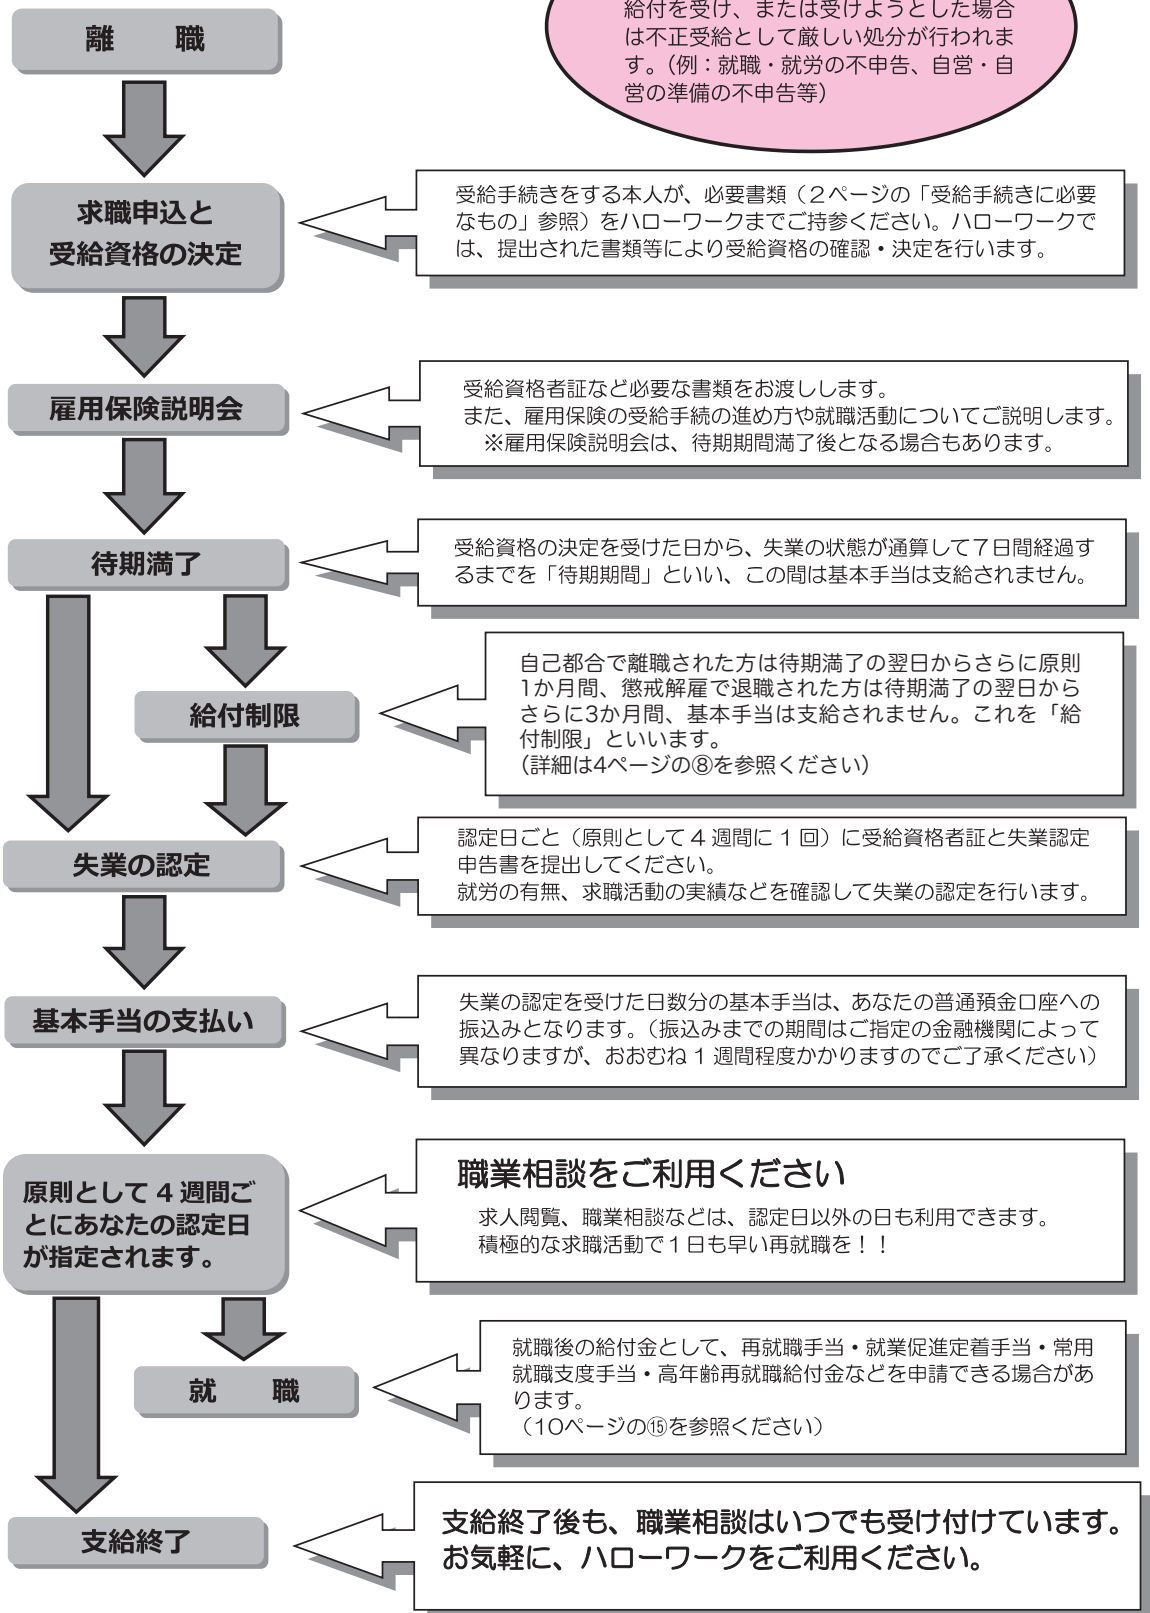 給付を受け、または受けようとした場合
は不正受給として厳しい処分が行われま
す。（例：就職・就労の不申告、自営・自
営の準備の不申告等）
離　職
求職申込と
受給資格の決定
受給手続きをする本人が、必要書類（２ページの「受給手続きに必要
なもの」参照）をハローワークまでご持参ください。ハローワークで
は、提出された書類等により受給資格の確認・決定を行います。
雇用保険説明会
受給資格者証など必要な書類をお渡しします。
また、雇用保険の受給手続の進め方や就職活動についてご説明します。
※雇用保険説明会は、待期期間満了後となる場合もあります。
待期満了
受給資格の決定を受けた日から、失業の状態が通算して７日間経過す
るまでを「待期期間」といい、この間は基本手当は支給されません。
給付制限
自己都合で離職された方は待期満了の翌日からさらに原則
1か月間、懲戒解雇で退職された方は待期満了の翌日から
さらに3か月間、基本手当は支給されません。これを「給
付制限」といいます。
（詳細は4ページの⑧を参照ください）
失業の認定
認定日ごと（原則として 4 週間に 1 回）に受給資格者証と失業認定
申告書を提出してください。
就労の有無、求職活動の実績などを確認して失業の認定を行います。
基本手当の支払い
失業の認定を受けた日数分の基本手当は、あなたの普通預金口座への
振込みとなります。（振込みまでの期間はご指定の金融機関によって
異なりますが、おおむね 1 週間程度かかりますのでご了承ください）
原則として 4 週間ご
とにあなたの認定日
が指定されます。
職業相談をご利用ください
求人閲覧、職業相談などは、認定日以外の日も利用できます。
積極的な求職活動で１日も早い再就職を！！
就　職
就職後の給付金として、再就職手当・就業促進定着手当・常用
就職支度手当・高年齢再就職給付金などを申請できる場合があ
ります。
（10ページの⑮を参照ください）
支給終了
支給終了後も、職業相談はいつでも受け付けています。
お気軽に、ハローワークをご利用ください。